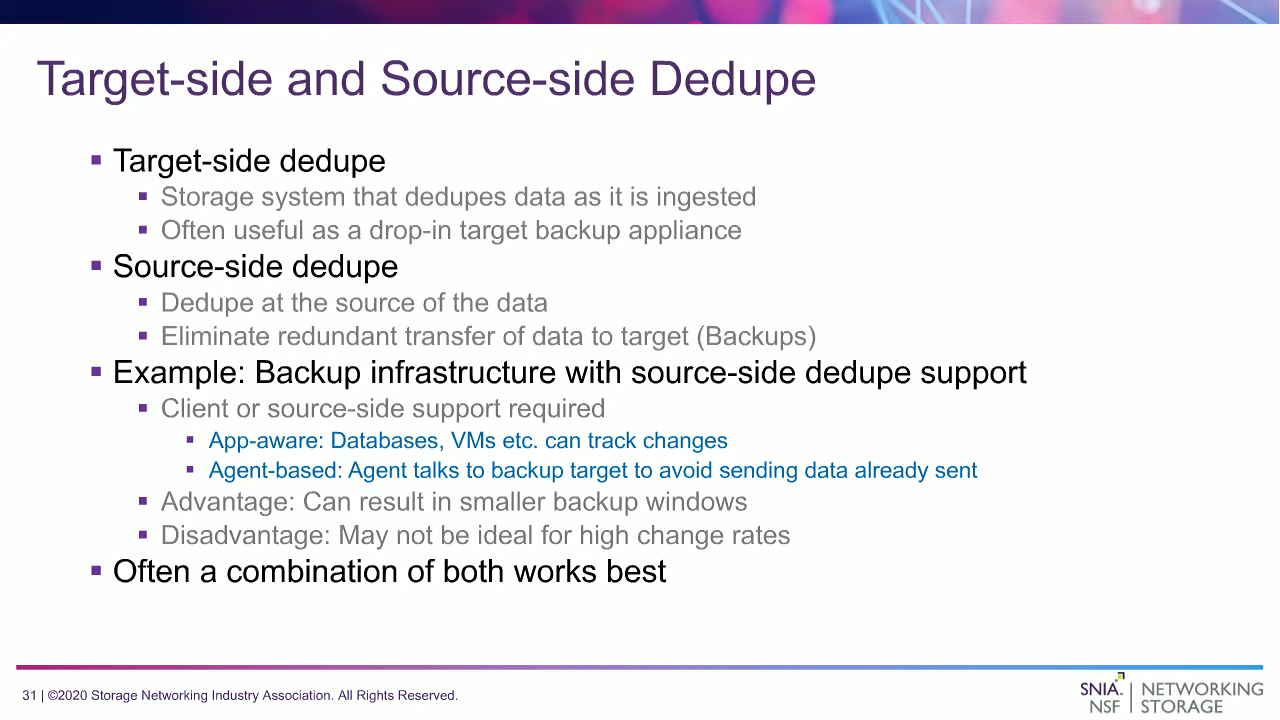 Target-side and Source-side Dedupe
▪ Target-side dedupe
▪ Storage system that dedupes data as it is ingested
▪ Often useful as a drop-in target backup appliance
▪ Source-side dedupe
▪ Dedupe at the source of the data
▪ Eliminate redundant transfer of data to target (Backups)
▪ Example: Backup infrastructure with source-side dedupe support
▪ Client or source-side support required
▪ App-aware: Databases, VMs etc. can track changes
▪ Agent-based: Agent talks to backup target to avoid sending data already sent
▪ Advantage: Can result in smaller backup windows
▪ Disadvantage: May not be ideal for high change rates
▪ Often a combination of both works best
31 | ©2020 Storage Networking Industry Association. All Rights Reserved.
SNIA. | NETWORKING
NSF | STORAGE